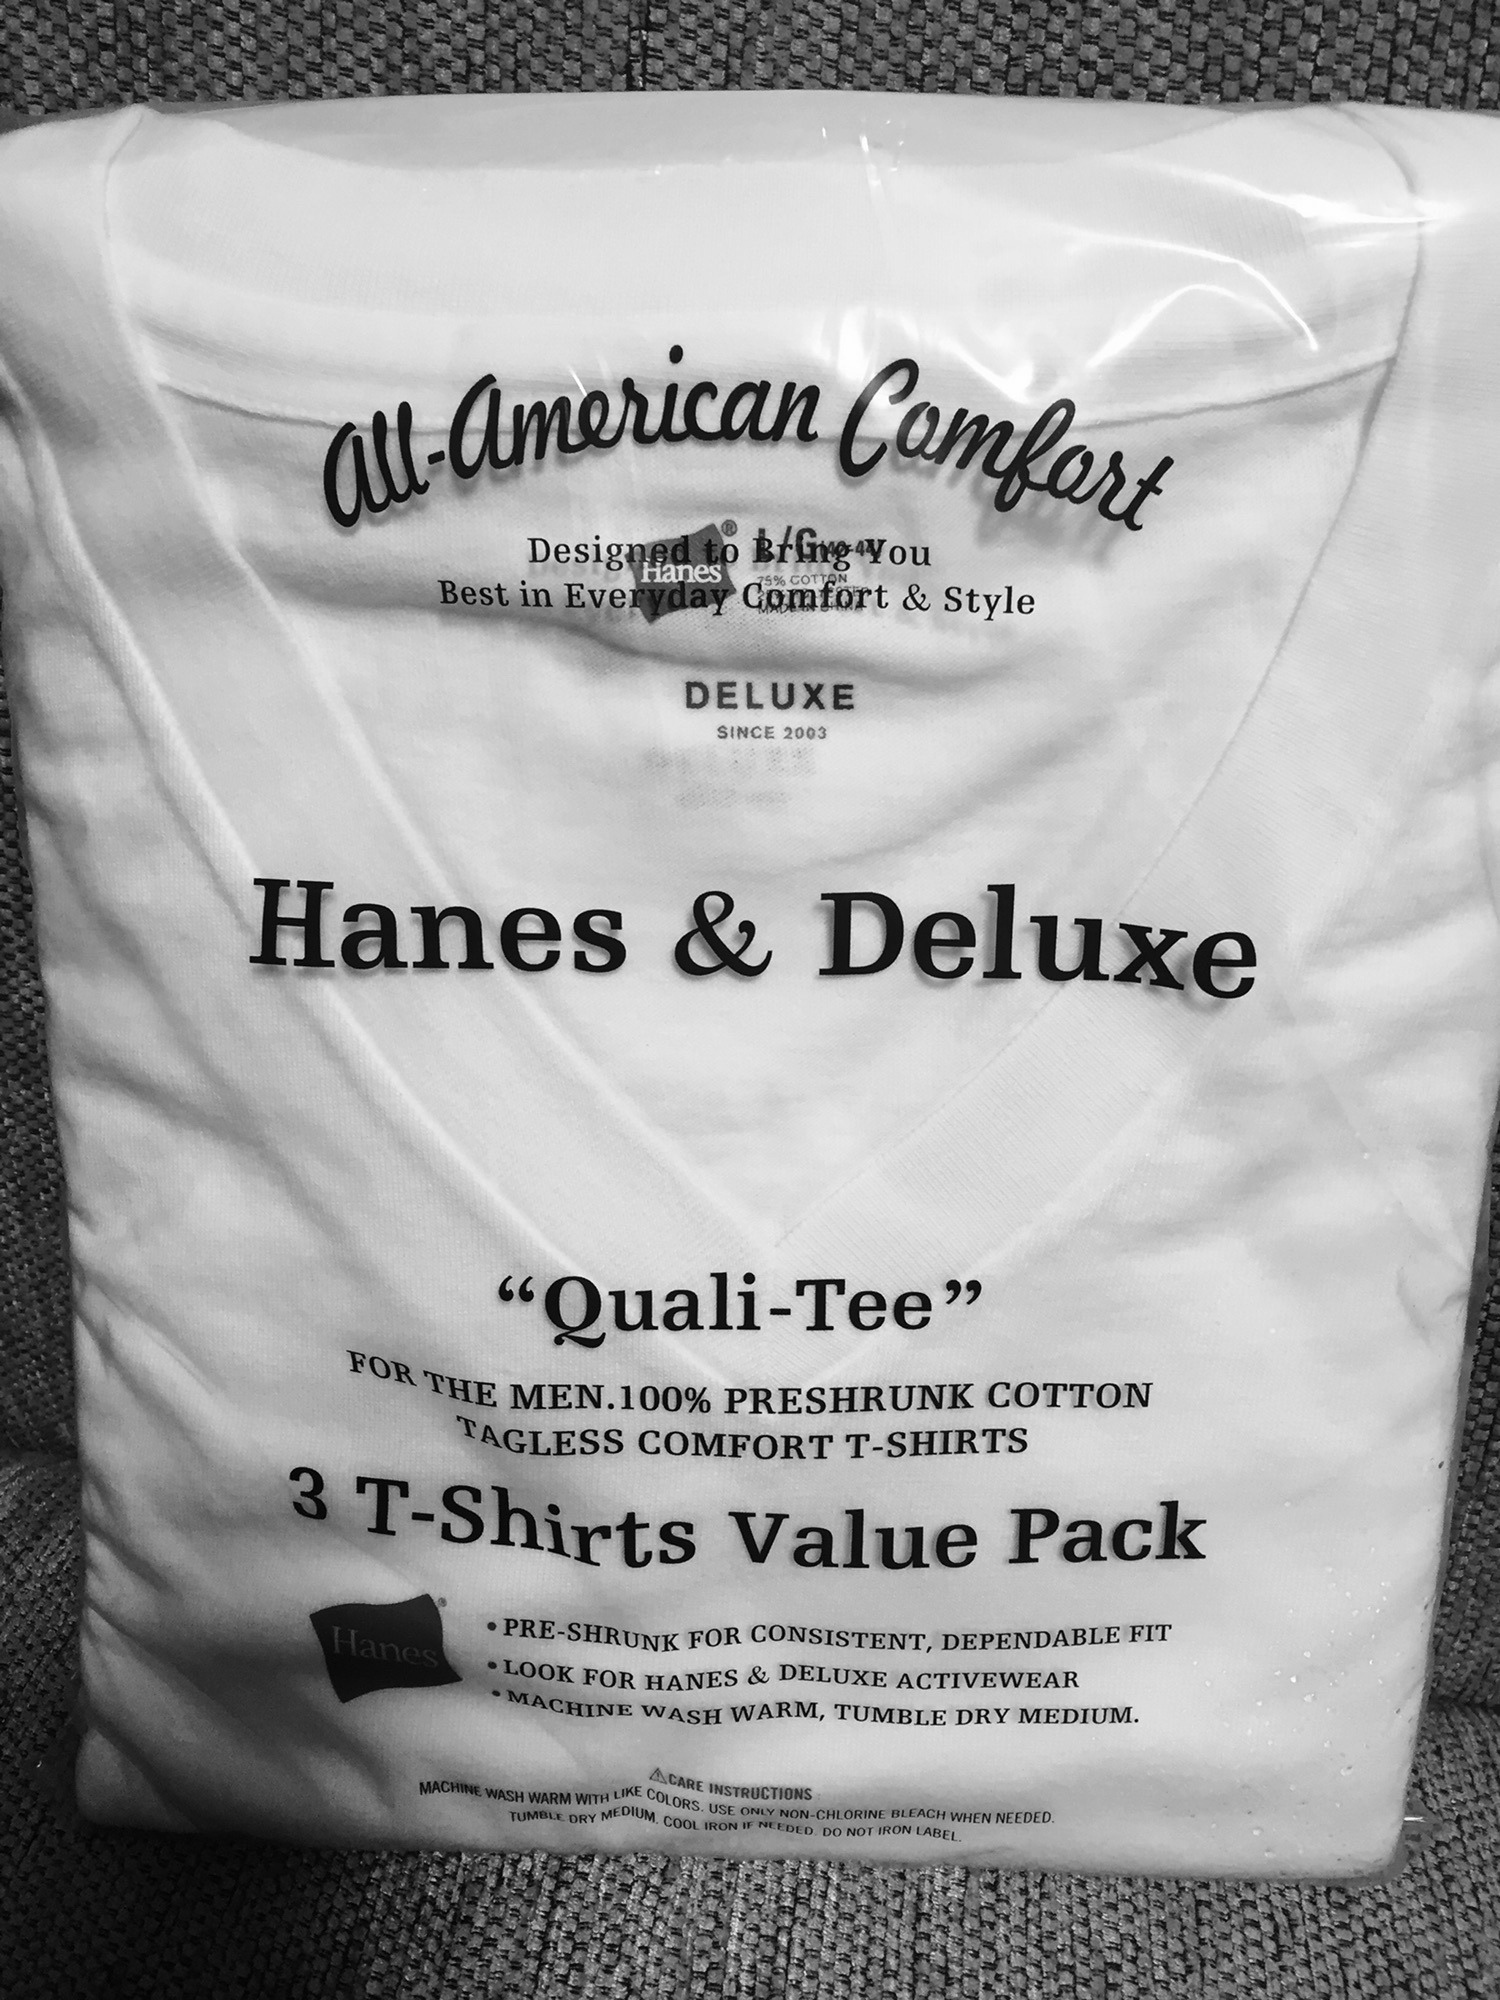 All-American Comfort
Designed to Bring You
Best in Everyday Comfort & Style
Hanes®
L/G 40-44
75% COTTON
DELUXE
SINCE 2003
Hanes & Deluxe
“Quali-Tee”
FOR THE MEN.100% PRESHRUNK COTTON
TAGLESS COMFORT T-SHIRTS
3 T-Shirts Value Pack
Hanes®
•PRE-SHRUNK FOR CONSISTENT, DEPENDABLE FIT
•LOOK FOR HANES & DELUXE ACTIVEWEAR
•MACHINE WASH WARM, TUMBLE DRY MEDIUM.
⚠CARE INSTRUCTIONS
MACHINE WASH WARM WITH LIKE COLORS. USE ONLY NON-CHLORINE BLEACH WHEN NEEDED.
TUMBLE DRY MEDIUM. COOL IRON IF NEEDED. DO NOT IRON LABEL.